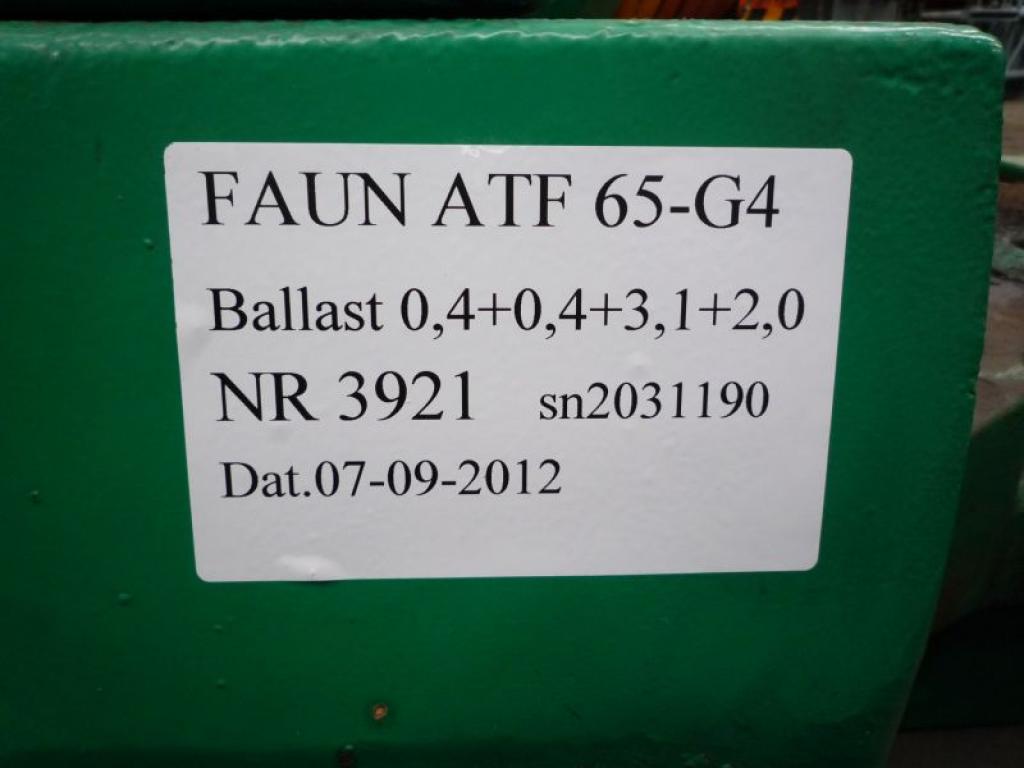 FAUN ATF 65-G4
Ballast 0,4+0,4+3,1+2,0
NR 3921 sn2031190
Dat.07-09-2012